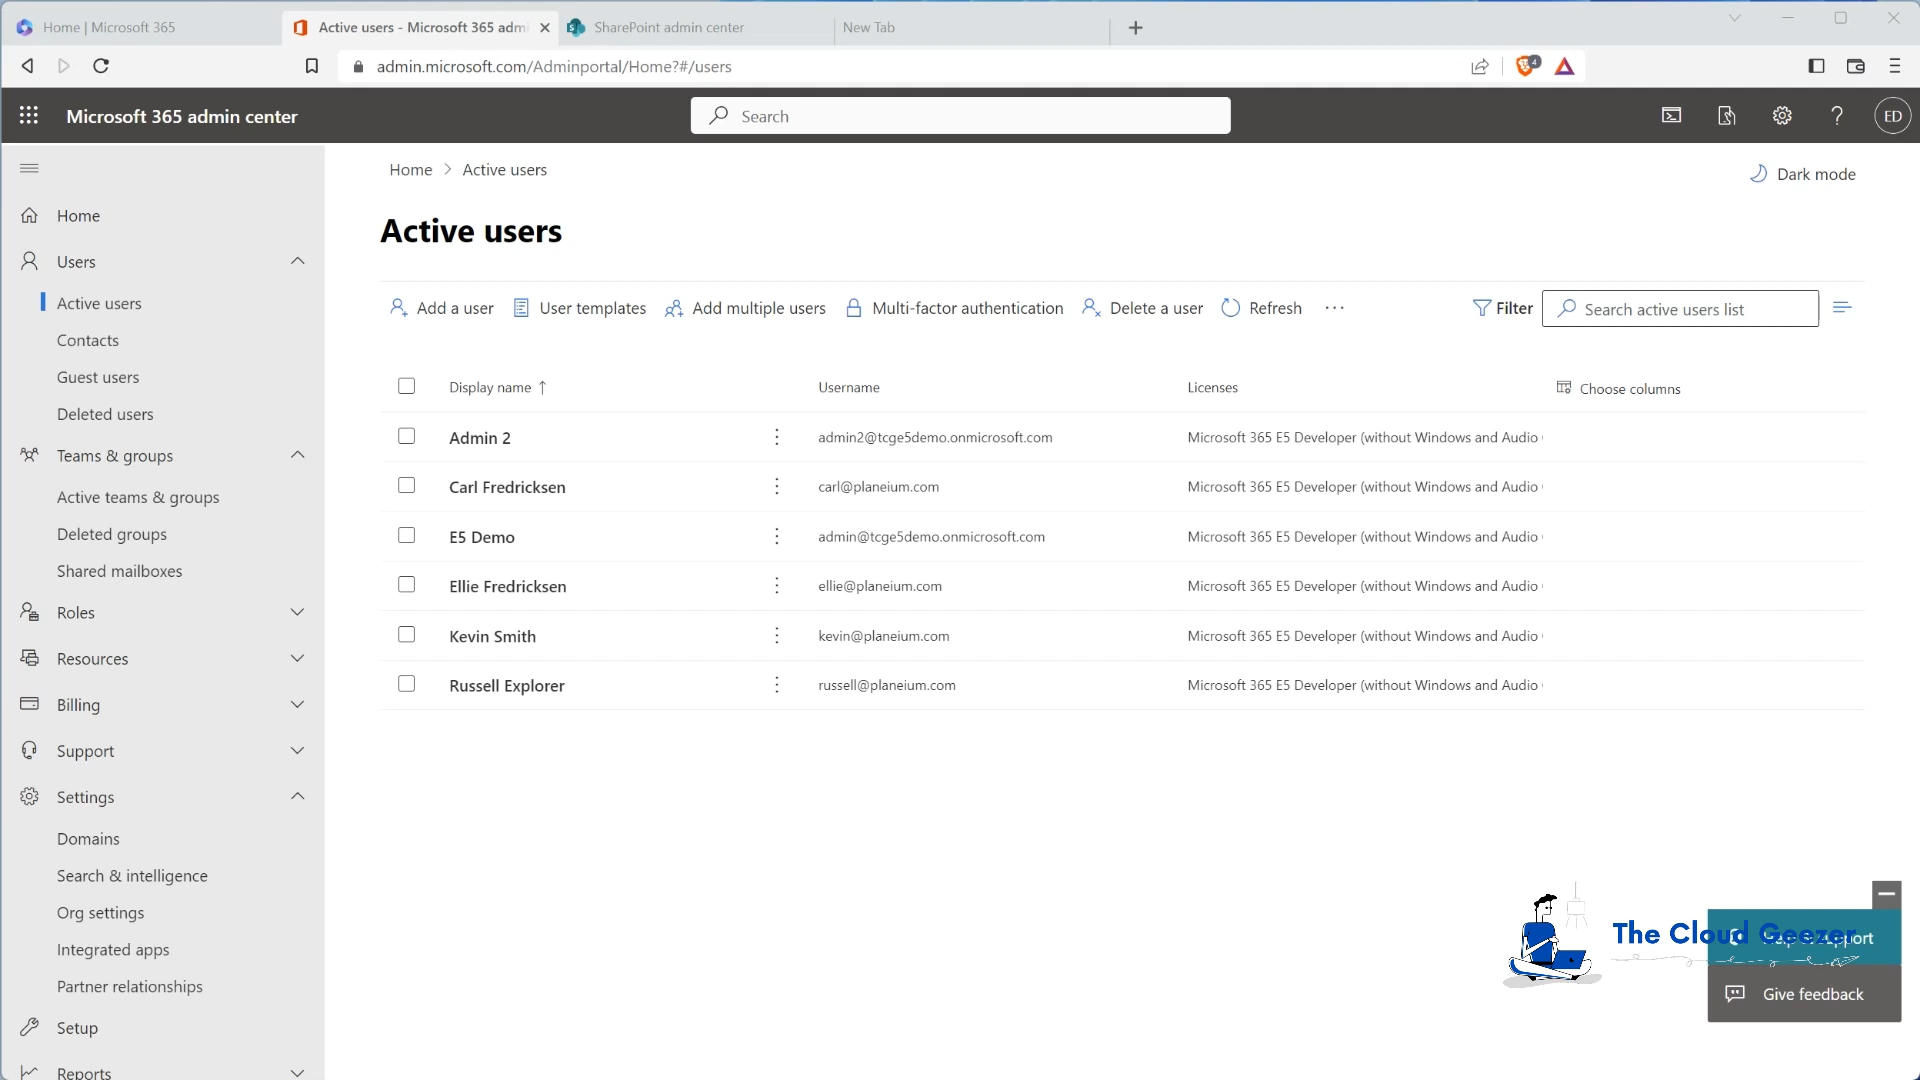 Home | Microsoft 365
Active users - Microsoft 365 adm
SharePoint admin center
New Tab
admin.microsoft.com/Adminportal/Home?#/users
4
Microsoft 365 admin center
Search
ED
Home > Active users
Dark mode
Home
Users
Active users
Contacts
Guest users
Deleted users
Teams & groups
Active teams & groups
Deleted groups
Shared mailboxes
Roles
Resources
Billing
Support
Settings
Domains
Search & intelligence
Org settings
Integrated apps
Partner relationships
Setup
Reports
Active users
Add a user
User templates
Add multiple users
Multi-factor authentication
Delete a user
Refresh
Filter
Search active users list
Display name ↑ Username Licenses Choose columns
Admin 2 admin2@tcge5demo.onmicrosoft.com Microsoft 365 E5 Developer (without Windows and Audio
Carl Fredricksen carl@planeium.com Microsoft 365 E5 Developer (without Windows and Audio
E5 Demo admin@tcge5demo.onmicrosoft.com Microsoft 365 E5 Developer (without Windows and Audio
Ellie Fredricksen ellie@planeium.com Microsoft 365 E5 Developer (without Windows and Audio
Kevin Smith kevin@planeium.com Microsoft 365 E5 Developer (without Windows and Audio
Russell Explorer russell@planeium.com Microsoft 365 E5 Developer (without Windows and Audio
The Cloud Geezer
Give feedback